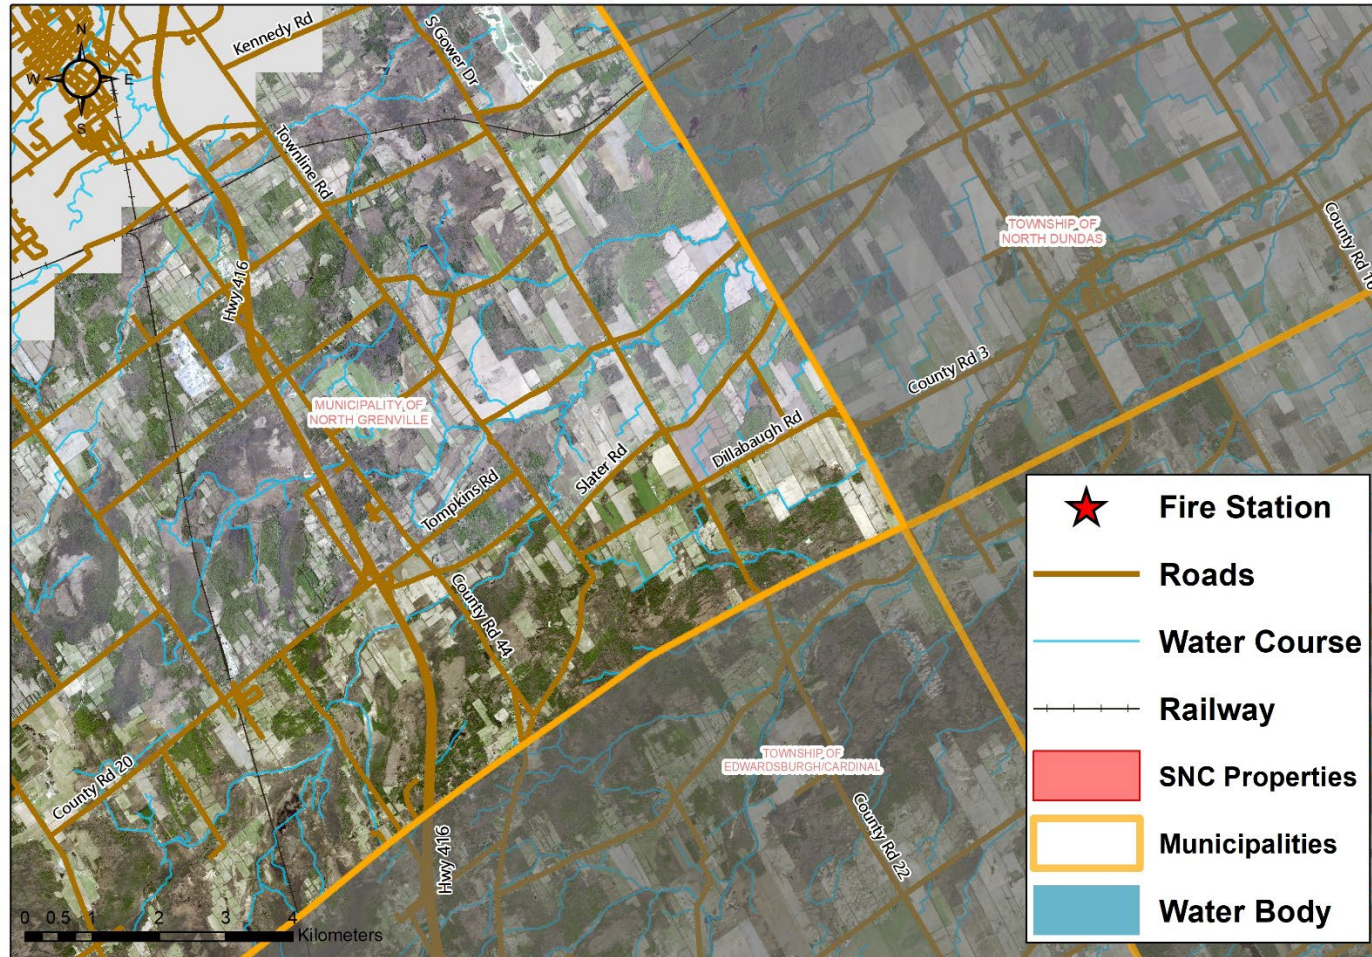 N
W
E
S
Kennedy Rd
S Gower Dr
Townline Rd
Hwy 416
TOWNSHIP OF
NORTH DUNDAS
County Rd 16
County Rd 3
MUNICIPALITY OF
NORTH GRENVILLE
Dillabaugh Rd
Slater Rd
Tompkins Rd
County Rd 44
County Rd 20
TOWNSHIP OF
EDWARDSBURGH/CARDINAL
County Rd 22
Hwy 416
0 0.5 1 2 3 4
Kilometers
Fire Station
Roads
Water Course
Railway
SNC Properties
Municipalities
Water Body